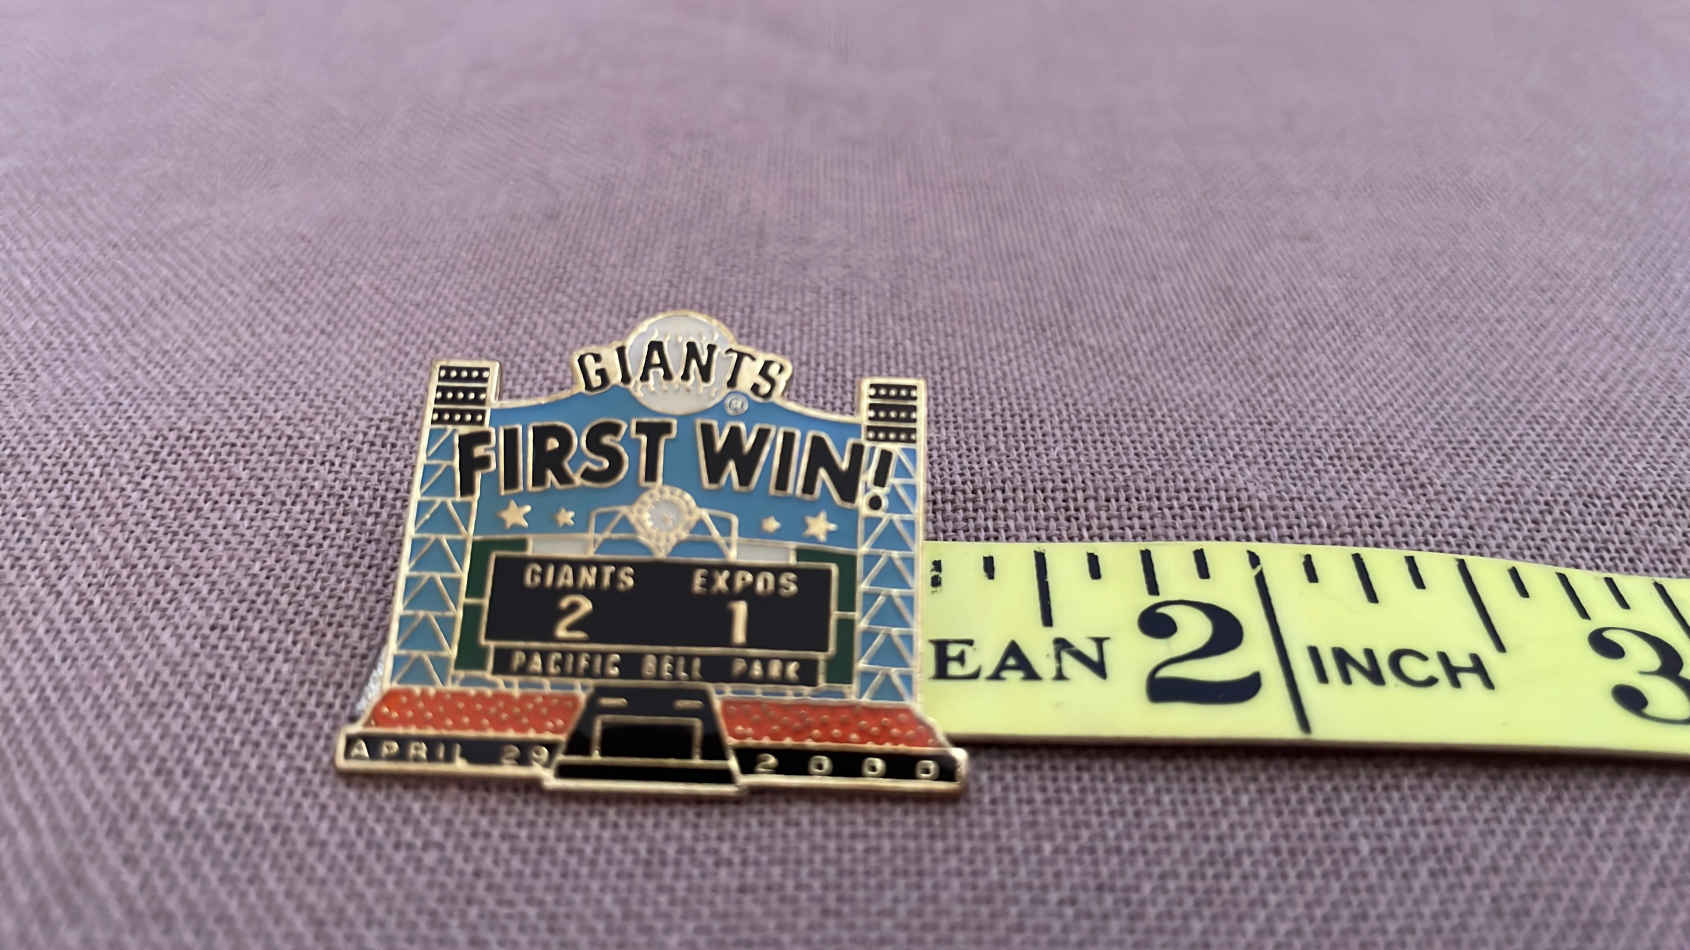 GIANTS
®
FIRST WIN!
GIANTS EXPOS
2 1
PACIFIC BELL PARK
APRIL 29 2000
EAN 2 INCH 3